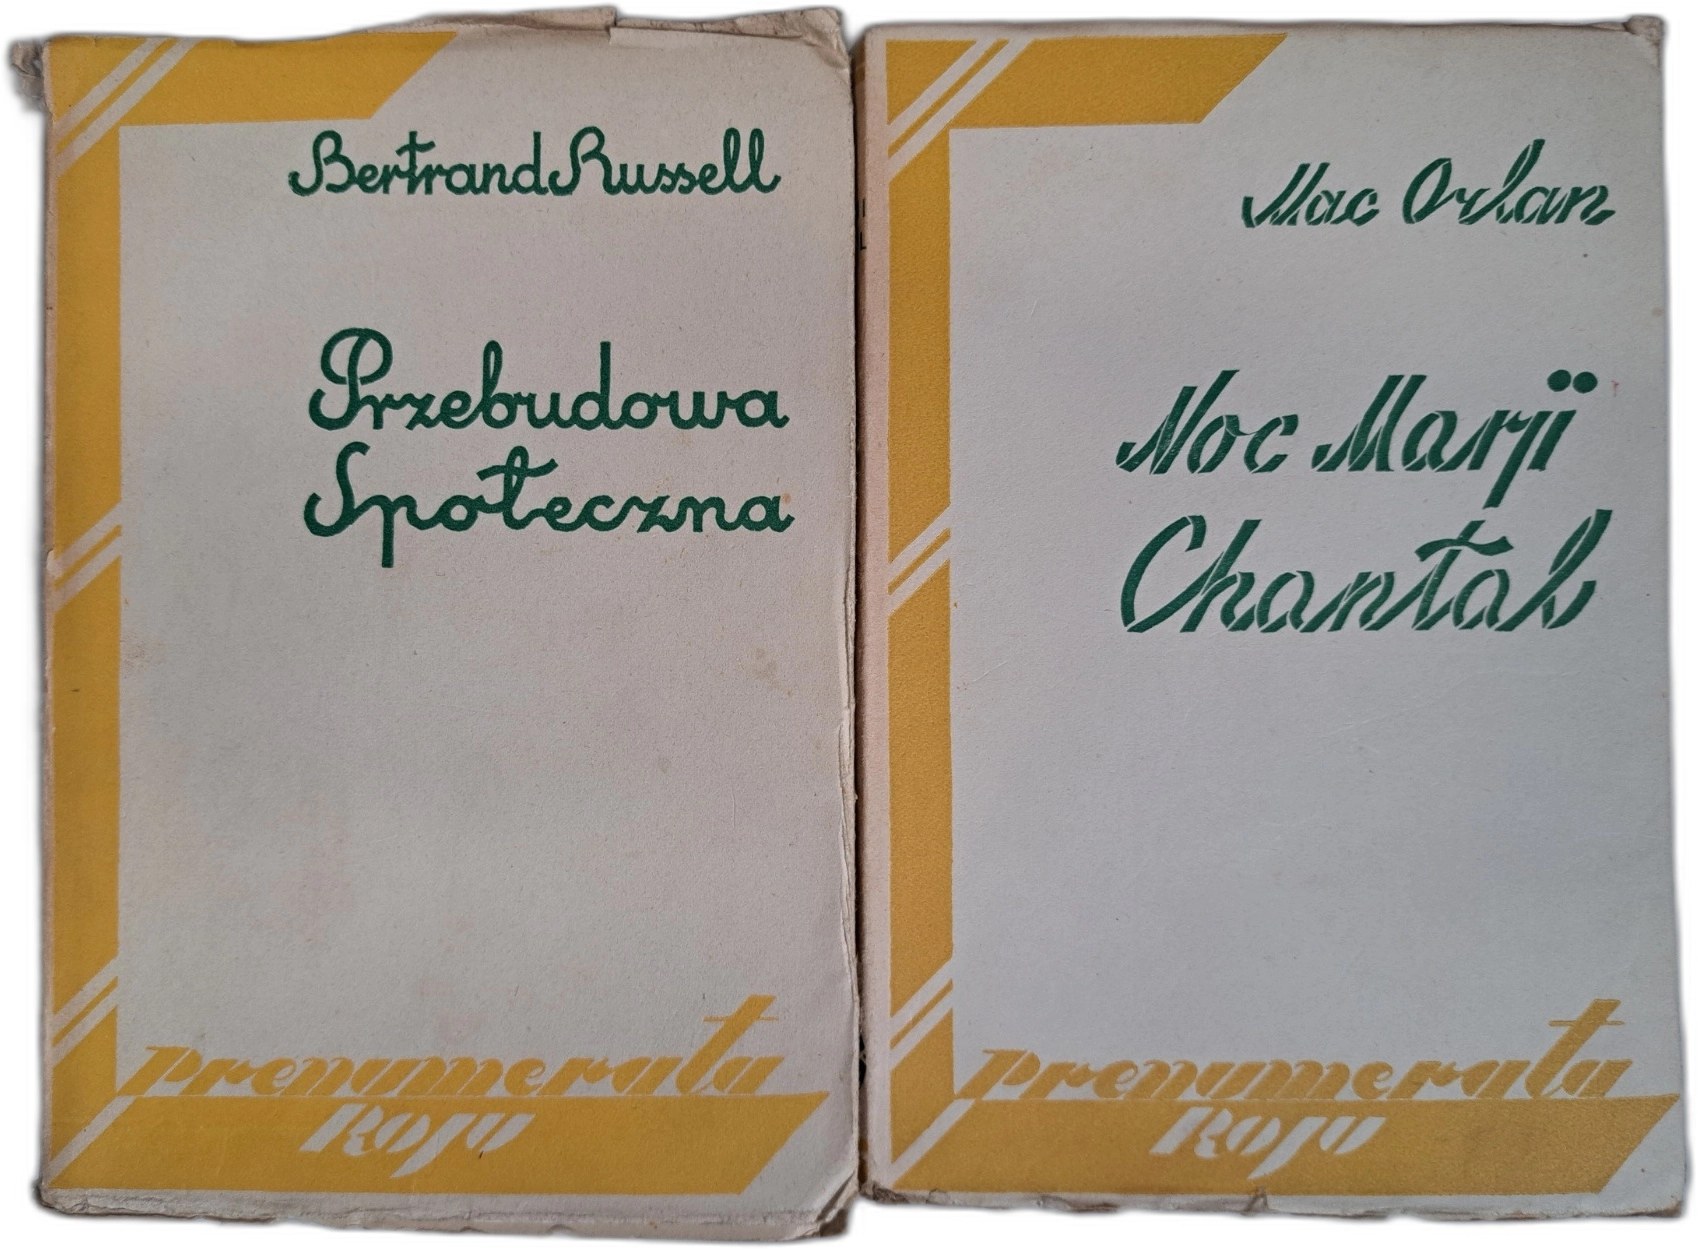 Bertrand Russell
Przebudowa
Społeczna
prenumerata
Roju
Mac Orlan
Noc Marji
Chantal
prenumerata
Roju